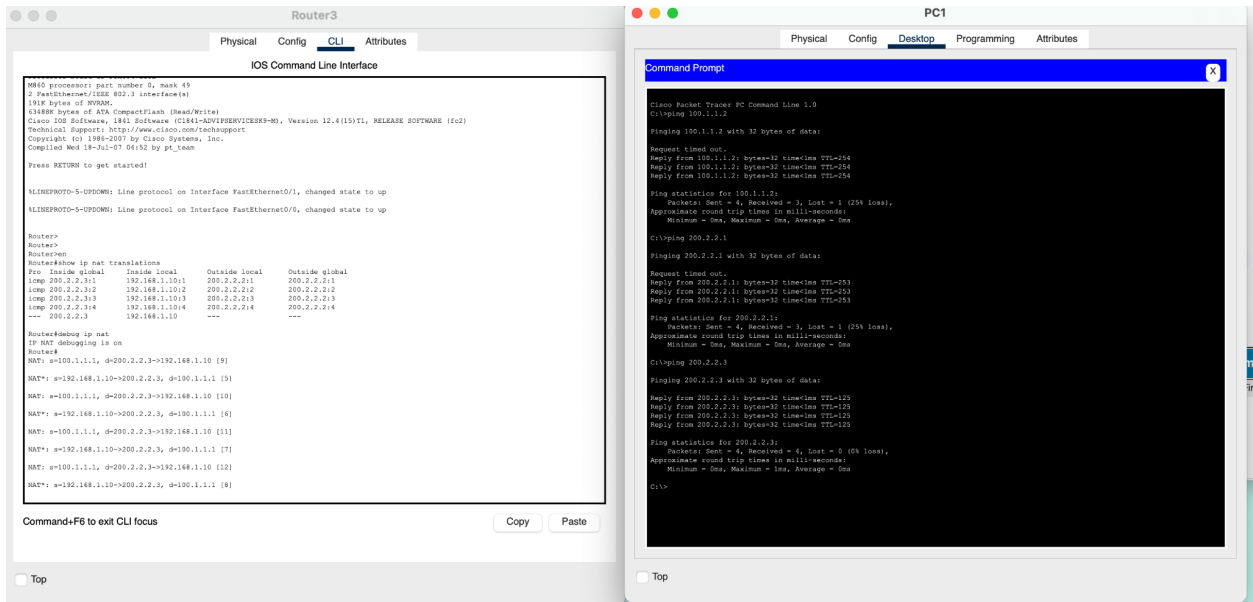 Router3
Physical Config CLI Attributes
IOS Command Line Interface
M860 processor: part number 0, mask 49
2 FastEthernet/IEEE 802.3 interface(s)
191K bytes of NVRAM.
63488K bytes of ATA CompactFlash (Read/Write)
Cisco IOS Software, 1841 Software (C1841-ADVIPSERVICESK9-M), Version 12.4(15)T1, RELEASE SOFTWARE (fc2)
Technical Support: http://www.cisco.com/techsupport
Copyright (c) 1986-2007 by Cisco Systems, Inc.
Compiled Wed 18-Jul-07 04:52 by pt_team
Press RETURN to get started!
%LINEPROTO-5-UPDOWN: Line protocol on Interface FastEthernet0/1, changed state to up
%LINEPROTO-5-UPDOWN: Line protocol on Interface FastEthernet0/0, changed state to up
Router>
Router>
Router>en
Router#show ip nat translations
Pro Inside global Inside local Outside local Outside global
icmp 200.2.2.3:1 192.168.1.10:1 200.2.2.2:1 200.2.2.2:1
icmp 200.2.2.3:2 192.168.1.10:2 200.2.2.2:2 200.2.2.2:2
icmp 200.2.2.3:3 192.168.1.10:3 200.2.2.2:3 200.2.2.2:3
icmp 200.2.2.3:4 192.168.1.10:4 200.2.2.2:4 200.2.2.2:4
--- 200.2.2.3 192.168.1.10 --- ---
Router#debug ip nat
IP NAT debugging is on
Router#
NAT: s=100.1.1.1, d=200.2.2.3->192.168.1.10 [9]
NAT*: s=192.168.1.10->200.2.2.3, d=100.1.1.1 [5]
NAT: s=100.1.1.1, d=200.2.2.3->192.168.1.10 [10]
NAT*: s=192.168.1.10->200.2.2.3, d=100.1.1.1 [6]
NAT: s=100.1.1.1, d=200.2.2.3->192.168.1.10 [11]
NAT*: s=192.168.1.10->200.2.2.3, d=100.1.1.1 [7]
NAT: s=100.1.1.1, d=200.2.2.3->192.168.1.10 [12]
NAT*: s=192.168.1.10->200.2.2.3, d=100.1.1.1 [8]
Command+F6 to exit CLI focus
Copy Paste
Top
PC1
Physical Config Desktop Programming Attributes
Command Prompt X
Cisco Packet Tracer PC Command Line 1.0
C:\>ping 100.1.1.2
Pinging 100.1.1.2 with 32 bytes of data:
Request timed out.
Reply from 100.1.1.2: bytes=32 time<1ms TTL=254
Reply from 100.1.1.2: bytes=32 time<1ms TTL=254
Reply from 100.1.1.2: bytes=32 time<1ms TTL=254
Ping statistics for 100.1.1.2:
Packets: Sent = 4, Received = 3, Lost = 1 (25% loss),
Approximate round trip times in milli-seconds:
Minimum = 0ms, Maximum = 0ms, Average = 0ms
C:\>ping 200.2.2.1
Pinging 200.2.2.1 with 32 bytes of data:
Request timed out.
Reply from 200.2.2.1: bytes=32 time<1ms TTL=253
Reply from 200.2.2.1: bytes=32 time<1ms TTL=253
Reply from 200.2.2.1: bytes=32 time<1ms TTL=253
Ping statistics for 200.2.2.1:
Packets: Sent = 4, Received = 3, Lost = 1 (25% loss),
Approximate round trip times in milli-seconds:
Minimum = 0ms, Maximum = 0ms, Average = 0ms
C:\>ping 200.2.2.3
Pinging 200.2.2.3 with 32 bytes of data:
Reply from 200.2.2.3: bytes=32 time<1ms TTL=125
Reply from 200.2.2.3: bytes=32 time<1ms TTL=125
Reply from 200.2.2.3: bytes=32 time=1ms TTL=125
Reply from 200.2.2.3: bytes=32 time<1ms TTL=125
Ping statistics for 200.2.2.3:
Packets: Sent = 4, Received = 4, Lost = 0 (0% loss),
Approximate round trip times in milli-seconds:
Minimum = 0ms, Maximum = 1ms, Average = 0ms
C:\>
Top